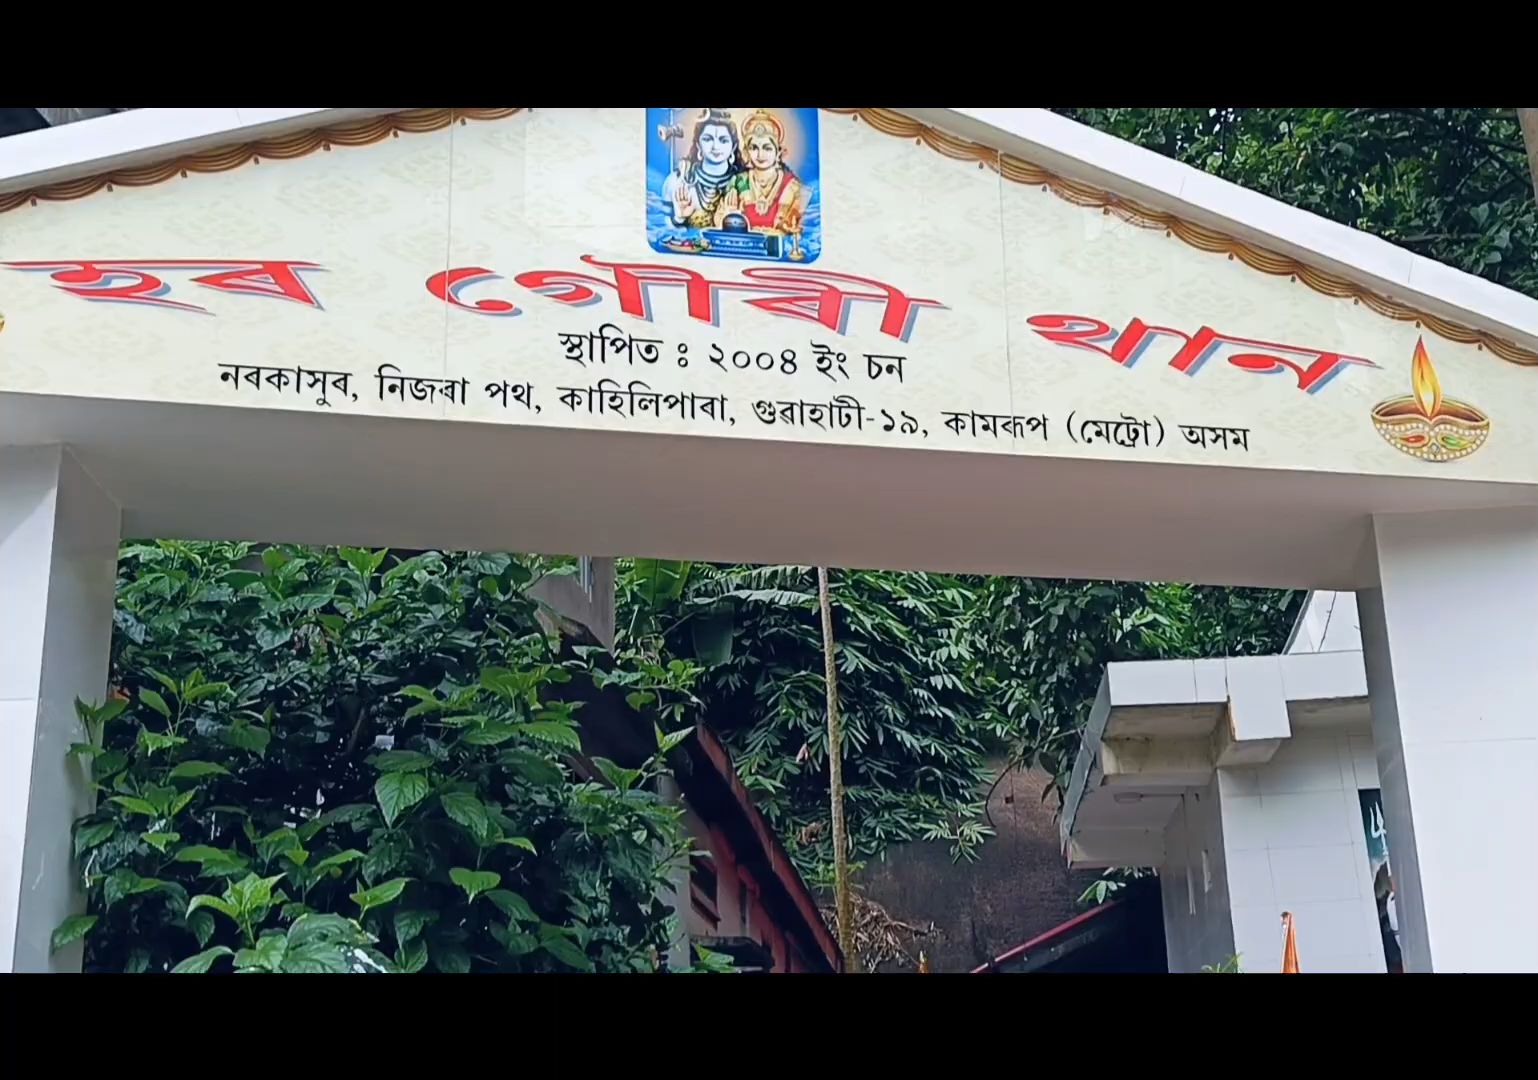 হৰ গৌৰী থান
স্থাপিত : ২০০৪ ইং চন
নৰকাসুৰ, নিজৰা পথ, কাহিলিপাৰা, গুৱাহাটী-১৯, কামৰূপ (মেট্ৰো) অসম